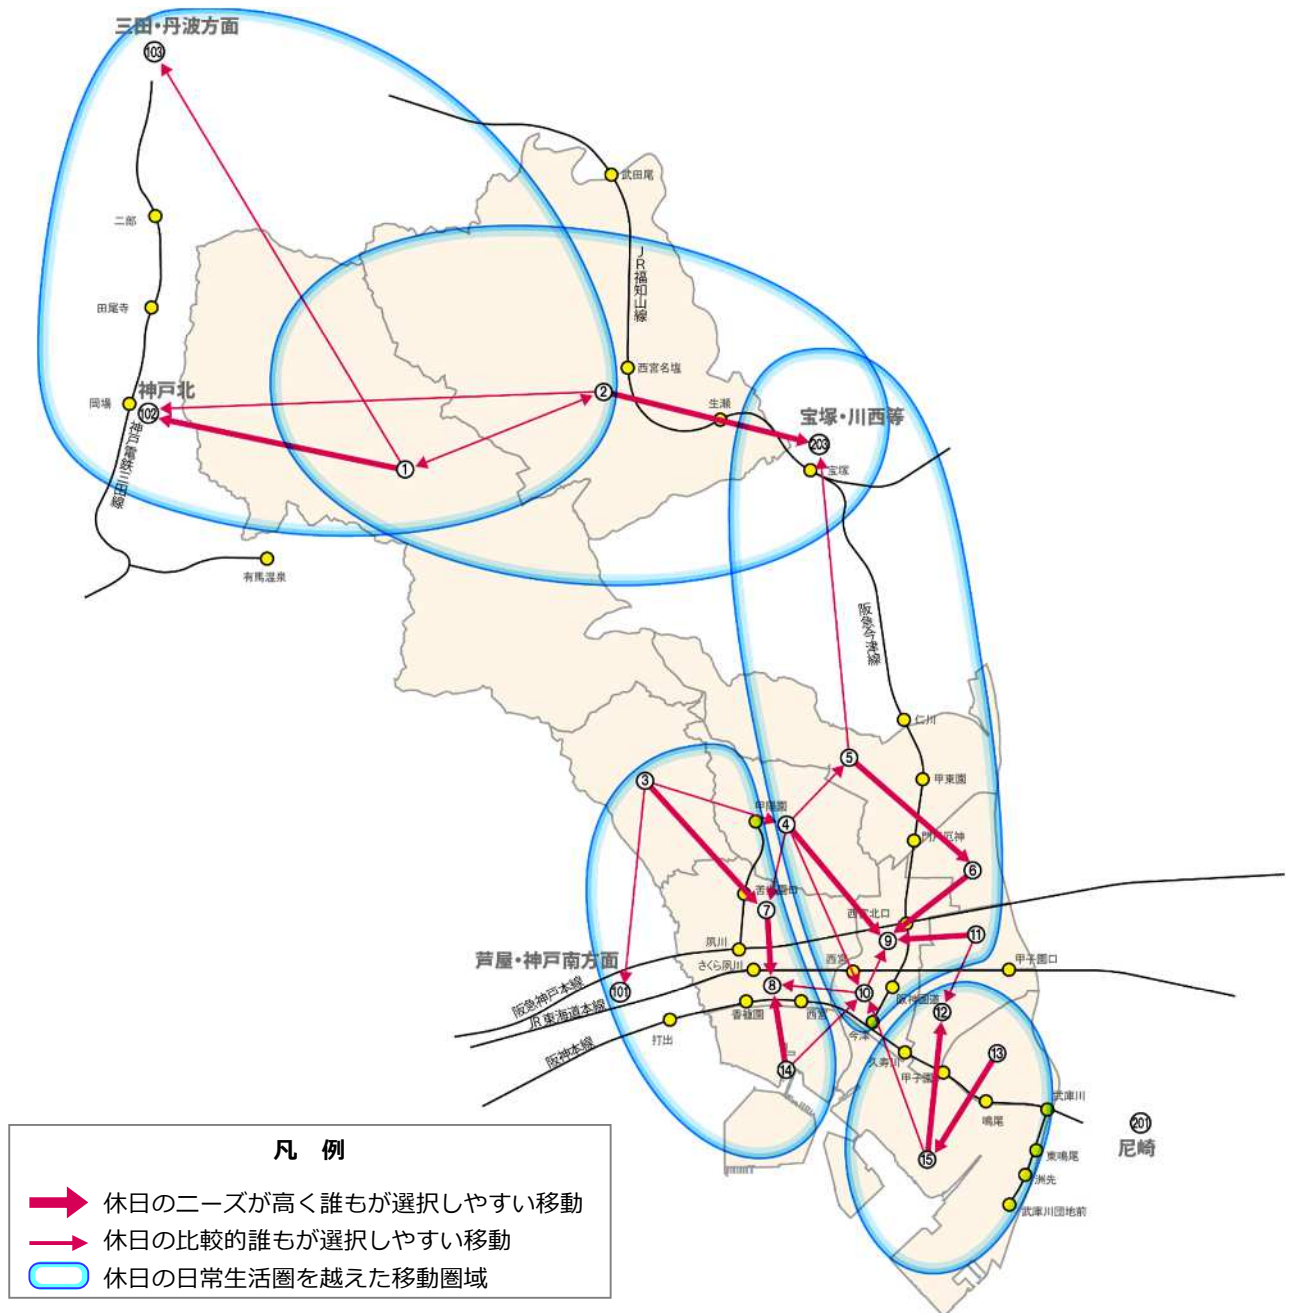 三田・丹波方面
103
武田尾
二郎
JR福知山線
田尾寺
西宮名塩
神戸北
岡場
102
2
生瀬
宝塚・川西等
203
神戸電鉄三田線
1
宝塚
有馬温泉
阪急今津線
仁川
5
甲東園
3
甲陽園
4
門戸厄神
6
苦楽園口
7
西宮北口
9
11
夙川
芦屋・神戸南方面
さくら夙川
西宮
甲子園口
101
8
10
阪神国道
阪急神戸本線
JR東海道本線
香櫨園
西宮
12
打出
今津
阪神本線
久寿川
13
14
甲子園
鳴尾
武庫川
201
尼崎
15
東鳴尾
洲先
武庫川団地前
凡 例
休日のニーズが高く誰もが選択しやすい移動
休日の比較的誰もが選択しやすい移動
休日の日常生活圏を越えた移動圏域